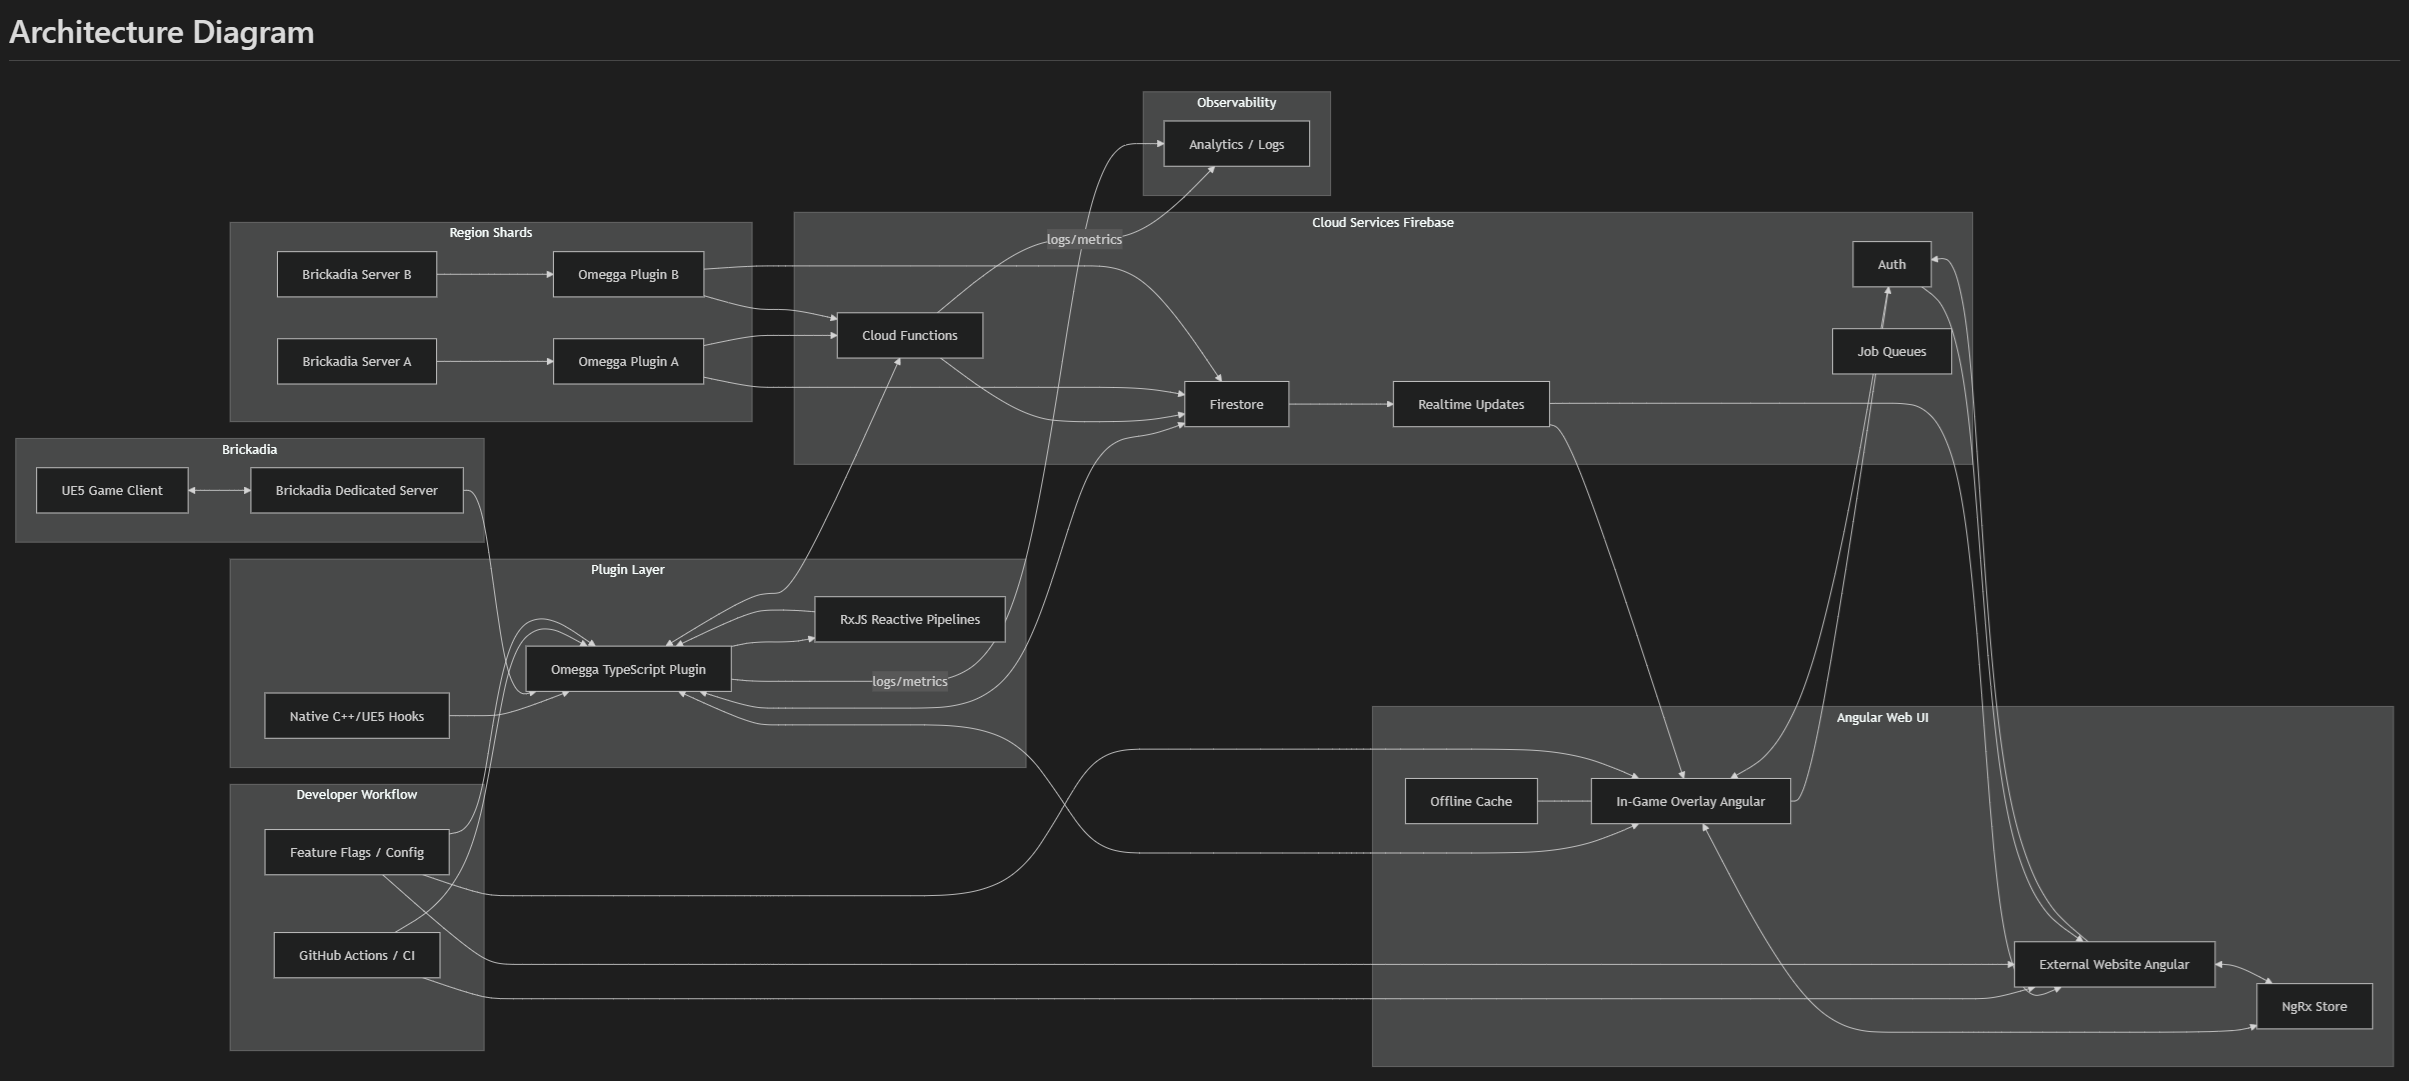 Architecture Diagram
Observability
Analytics / Logs
logs/metrics
Region Shards
Brickadia Server B
Omegga Plugin B
Brickadia Server A
Omegga Plugin A
Cloud Services Firebase
Cloud Functions
Firestore
Realtime Updates
Auth
Job Queues
Brickadia
UE5 Game Client
Brickadia Dedicated Server
Plugin Layer
RxJS Reactive Pipelines
Omegga TypeScript Plugin
logs/metrics
Native C++/UE5 Hooks
Developer Workflow
Feature Flags / Config
GitHub Actions / CI
Angular Web UI
Offline Cache
In-Game Overlay Angular
External Website Angular
NgRx Store